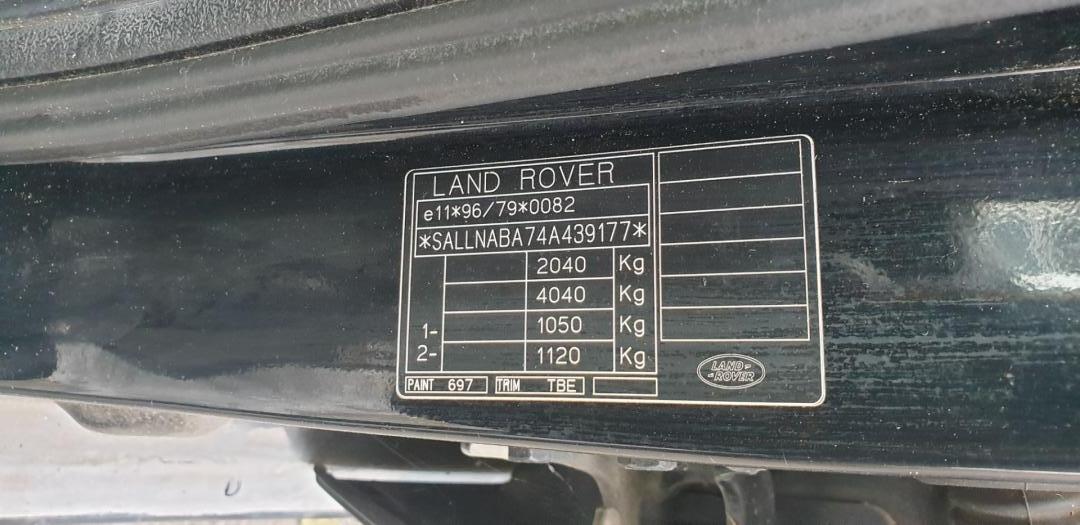 LAND ROVER
e11*96/79*0082
*SALLNABA74A439177*
2040 Kg
4040 Kg
1- 1050 Kg
2- 1120 Kg
PAINT 697 TRIM TBE
LAND-
-ROVER